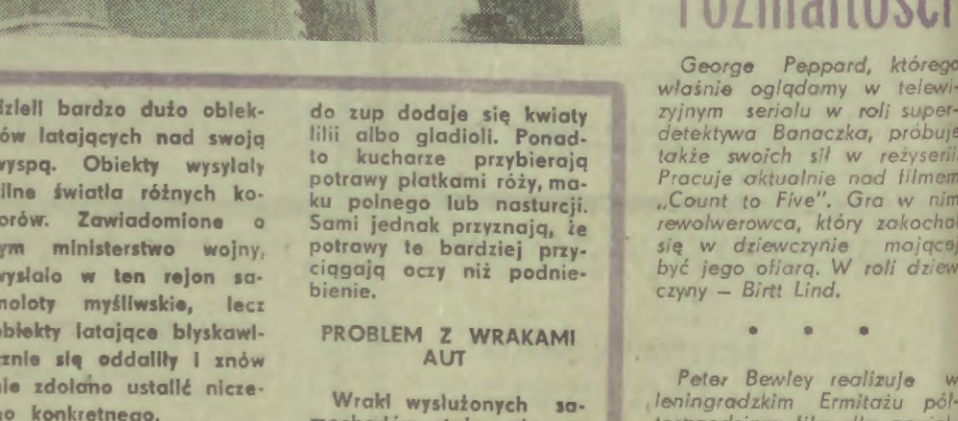 dzieli bardzo dużo obiek-
ów latających nad swoją
wyspą. Obiekty wysyłały
ilne światła różnych ko-
orów. Zawiadomione o
ym ministerstwo wojny,
wysłało w ten rejon sa-
moloty myśliwskie, lecz
obiekty latające błyskawi-
cznie się oddaliły i znów
nie zdołano ustalić nicze-
go konkretnego.
do zup dodaje się kwiaty
lilii albo gladioli. Ponad-
to kucharze przybierają
potrawy płatkami róży, ma-
ku polnego lub nasturcji.
Sami jednak przyznają, że
potrawy te bardziej przy-
ciągają oczy niż podnie-
bienie.
PROBLEM Z WRAKAMI
AUT
Wraki wysłużonych sa-
rozmaitości
George Peppard, którego
właśnie oglądamy w telewi-
zyjnym serialu w roli super-
detektywa Banaczka, próbuje
także swoich sił w reżyserii.
Pracuje aktualnie nad filmem
„Count to Five". Gra w nim
rewolwerowca, który zakochał
się w dziewczynie mającej
być jego ofiarą. W roli dziew
czyny — Birtt Lind.
• • •
Peter Bewley realizuje w
leningradzkim Ermitażu pół-